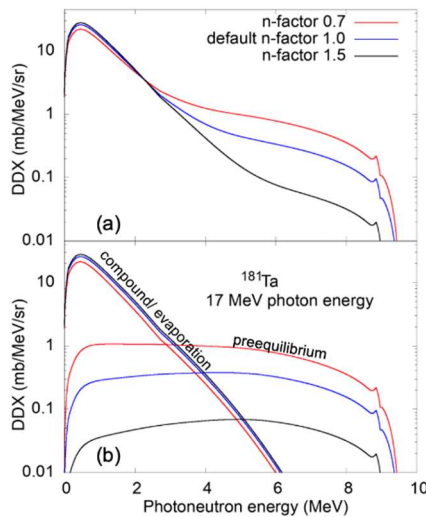 n-factor 0.7
default n-factor 1.0
n-factor 1.5
DDX (mb/MeV/sr)
10
1
0.1
0.01
(a)
181Ta
17 MeV photon energy
compound/ evaporation
preequilibrium
DDX (mb/MeV/sr)
10
1
0.1
0.01
(b)
0 2 4 6 8 10
Photoneutron energy (MeV)